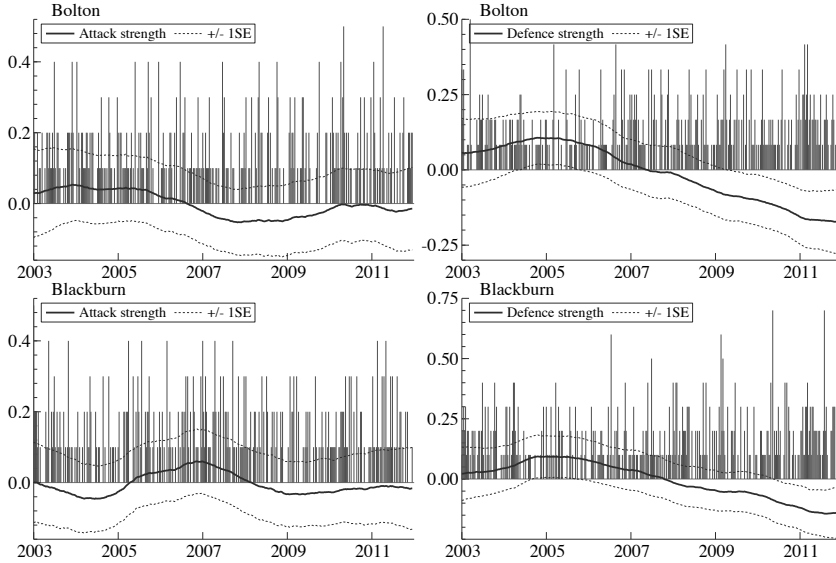 Bolton
Attack strength +/- 1SE
0.4
0.2
0.0
2003 2005 2007 2009 2011
Bolton
0.50
Defence strength +/- 1SE
0.25
0.00
-0.25
2003 2005 2007 2009 2011
Blackburn
Attack strength +/- 1SE
0.4
0.2
0.0
2003 2005 2007 2009 2011
Blackburn
0.75
Defence strength +/- 1SE
0.50
0.25
0.00
2003 2005 2007 2009 2011